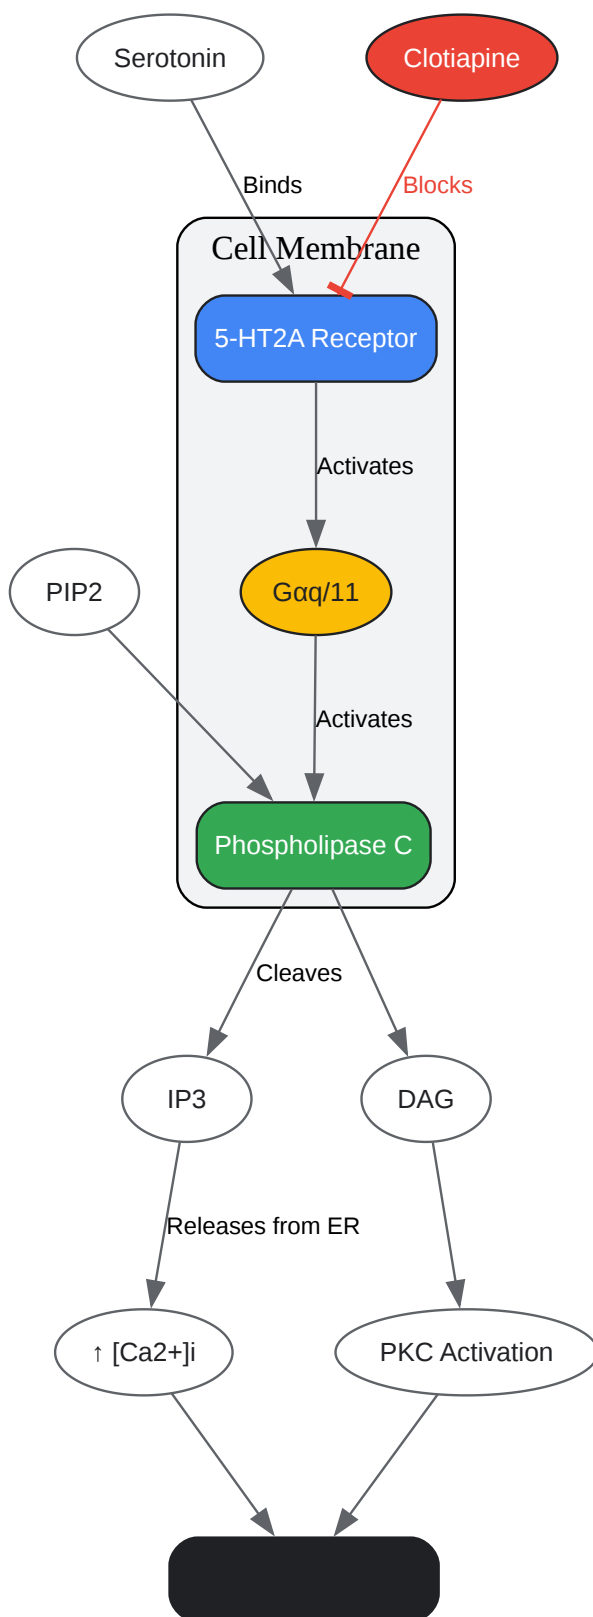 Serotonin
Clotiapine
Binds
Blocks
Cell Membrane
5-HT2A Receptor
Activates
PIP2
Gαq/11
Activates
Phospholipase C
Cleaves
IP3
DAG
Releases from ER
↑ [Ca2+]i
PKC Activation